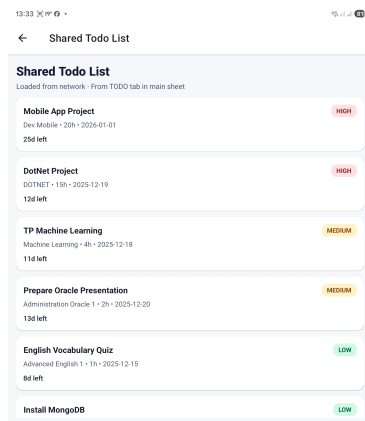 13:33
81
Shared Todo List
Shared Todo List
Loaded from network · From TODO tab in main sheet
Mobile App Project HIGH
Dev Mobile • 20h • 2026-01-01
25d left
DotNet Project HIGH
DOTNET • 15h • 2025-12-19
12d left
TP Machine Learning MEDIUM
Machine Learning • 4h • 2025-12-18
11d left
Prepare Oracle Presentation MEDIUM
Administration Oracle 1 • 2h • 2025-12-20
13d left
English Vocabulary Quiz LOW
Advanced English 1 • 1h • 2025-12-15
8d left
Install MongoDB LOW